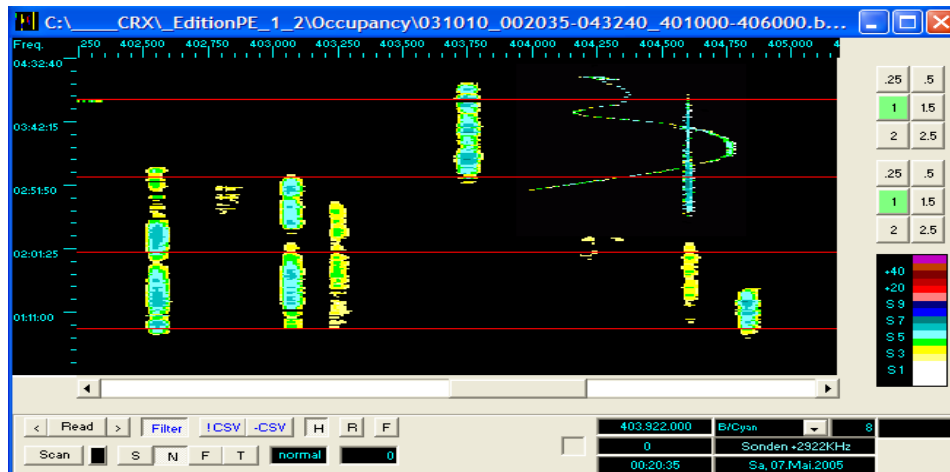 C:\_____CRX\_EditionPE_1_2\Occupancy\031010_002035-043240_401000-406000.b...
Freq. 250 402,500 402,750 403,000 403,250 403,750 404,000 404,250 404,750 405,000
04:32:40
03:42:15
02:51:50
02:01:25
01:11:00
.25 .5
1 1.5
2 2.5
.25 .5
1 1.5
2 2.5
+40
+20
S 9
S 7
S 5
S 3
S 1
< Read > Filter !CSV -CSV H R F
Scan S N F T normal 0
403.922.000 B/Cyan 8
0 Sonden +2922KHz
00:20:35 Sa, 07.Mai.2005